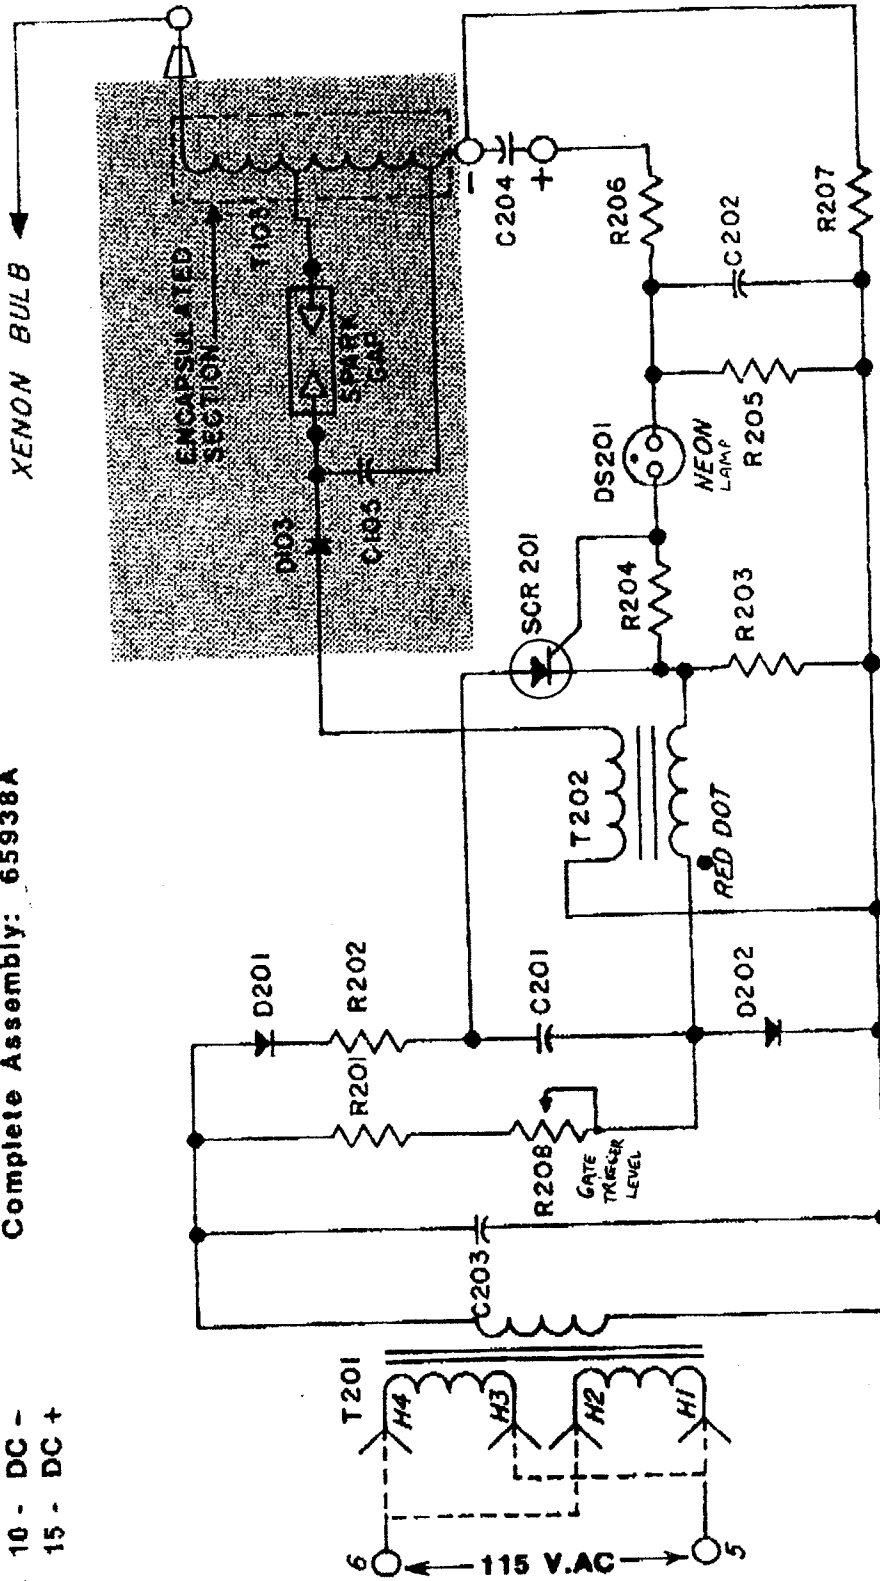 XENON BULB
ENCAPSULATED
SECTION
T103
SPARK
GAP
D103
C103
-
C204
+
R206
C202
R207
DS201
NEON
LAMP
R205
SCR 201
R204
R203
T202
RED DOT
Complete Assembly: 65938A
D201
R202
C201
D202
R201
R208
GATE
TRIGGER
LEVEL
C203
T201
H4
H3
H2
H1
10 - DC -
15 - DC +
6
115 V.AC
5